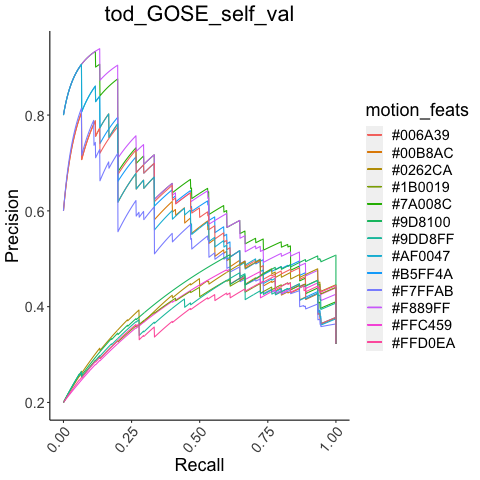 tod_GOSE_self_val
motion_feats
#006A39
#00B8AC
#0262CA
#1B0019
#7A008C
#9D8100
#9DD8FF
#AF0047
#B5FF4A
#F7FFAB
#F889FF
#FFC459
#FFD0EA
Precision
0.8
0.6
0.4
0.2
0.00
0.25
0.50
0.75
1.00
Recall